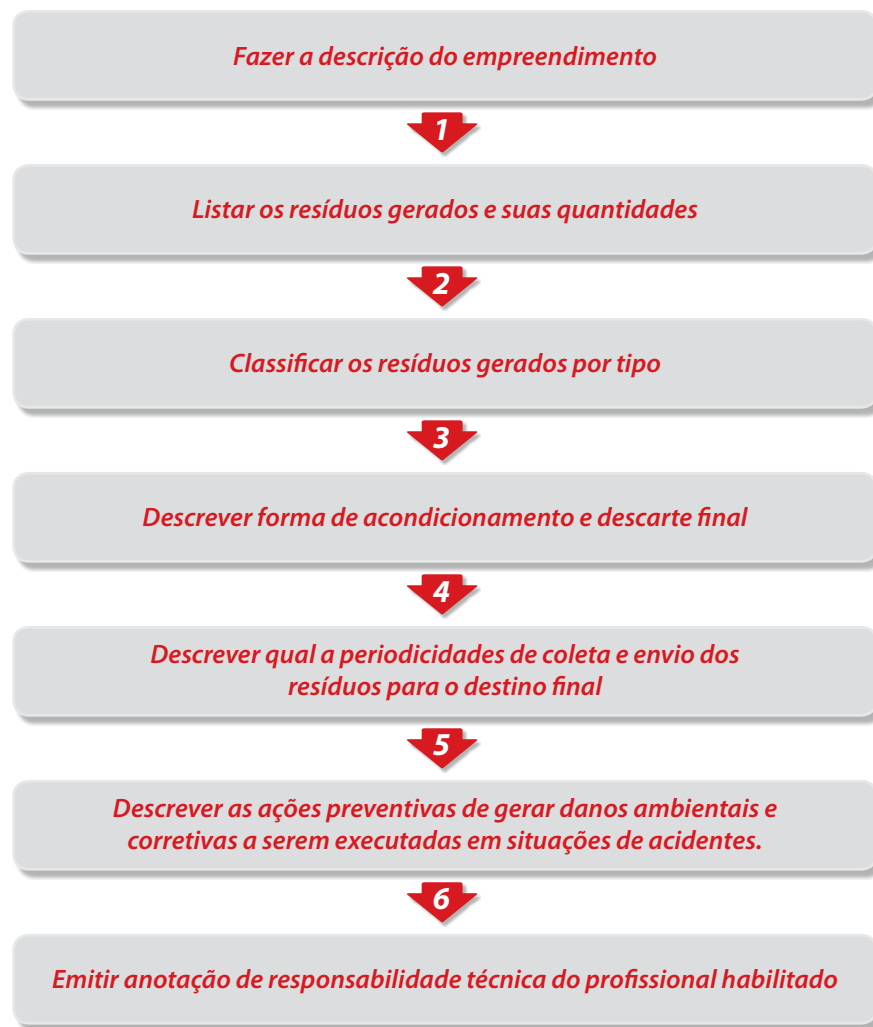 Fazer a descrição do empreendimento
1
Listar os resíduos gerados e suas quantidades
2
Classificar os resíduos gerados por tipo
3
Descrever forma de acondicionamento e descarte final
4
Descrever qual a periodicidades de coleta e envio dos
resíduos para o destino final
5
Descrever as ações preventivas de gerar danos ambientais e
corretivas a serem executadas em situações de acidentes.
6
Emitir anotação de responsabilidade técnica do profissional habilitado